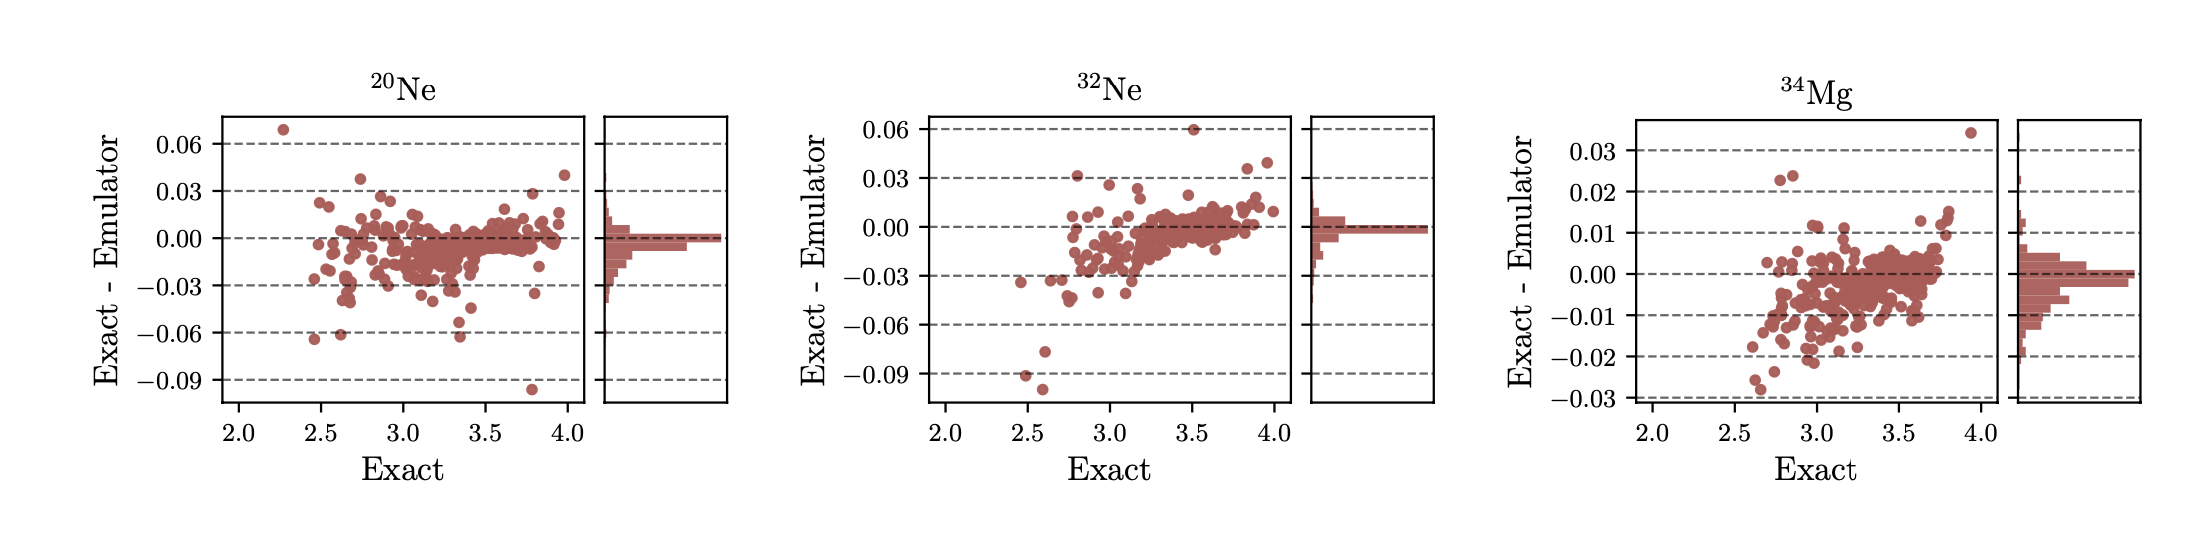 ²⁰Ne
Exact - Emulator
0.06
0.03
0.00
−0.03
−0.06
−0.09
2.0 2.5 3.0 3.5 4.0
Exact
³²Ne
Exact - Emulator
0.06
0.03
0.00
−0.03
−0.06
−0.09
2.0 2.5 3.0 3.5 4.0
Exact
³⁴Mg
Exact - Emulator
0.03
0.02
0.01
0.00
−0.01
−0.02
−0.03
2.0 2.5 3.0 3.5 4.0
Exact